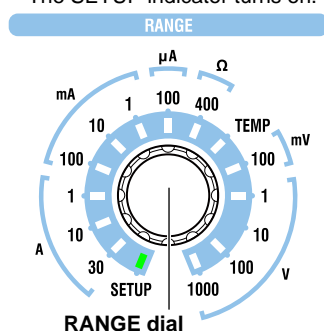 The SETUP indicator turns on.
RANGE
μA
Ω
mA
1
100
400
10
TEMP
mV
100
100
1
1
A
10
10
30
100
V
SETUP
1000
RANGE dial